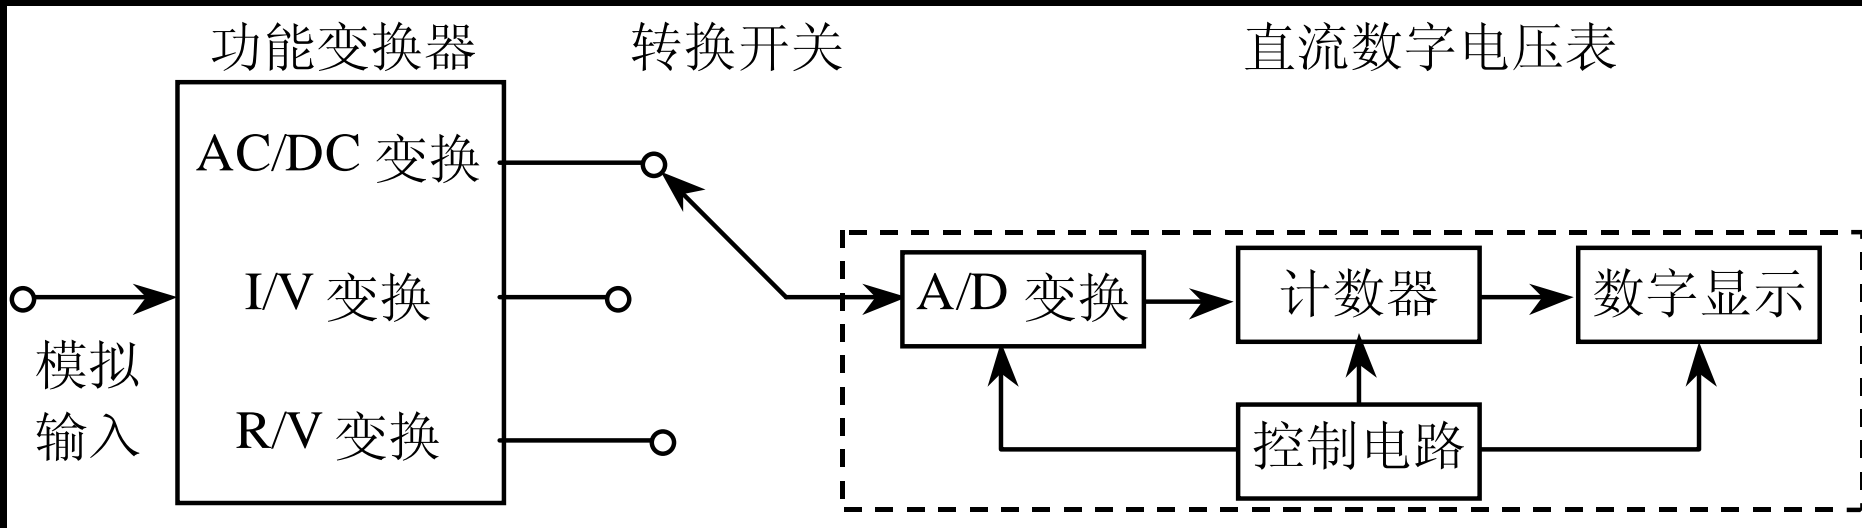 功能变换器
转换开关
直流数字电压表
AC/DC 变换
I/V 变换
R/V 变换
模拟
输入
A/D 变换
计数器
数字显示
控制电路